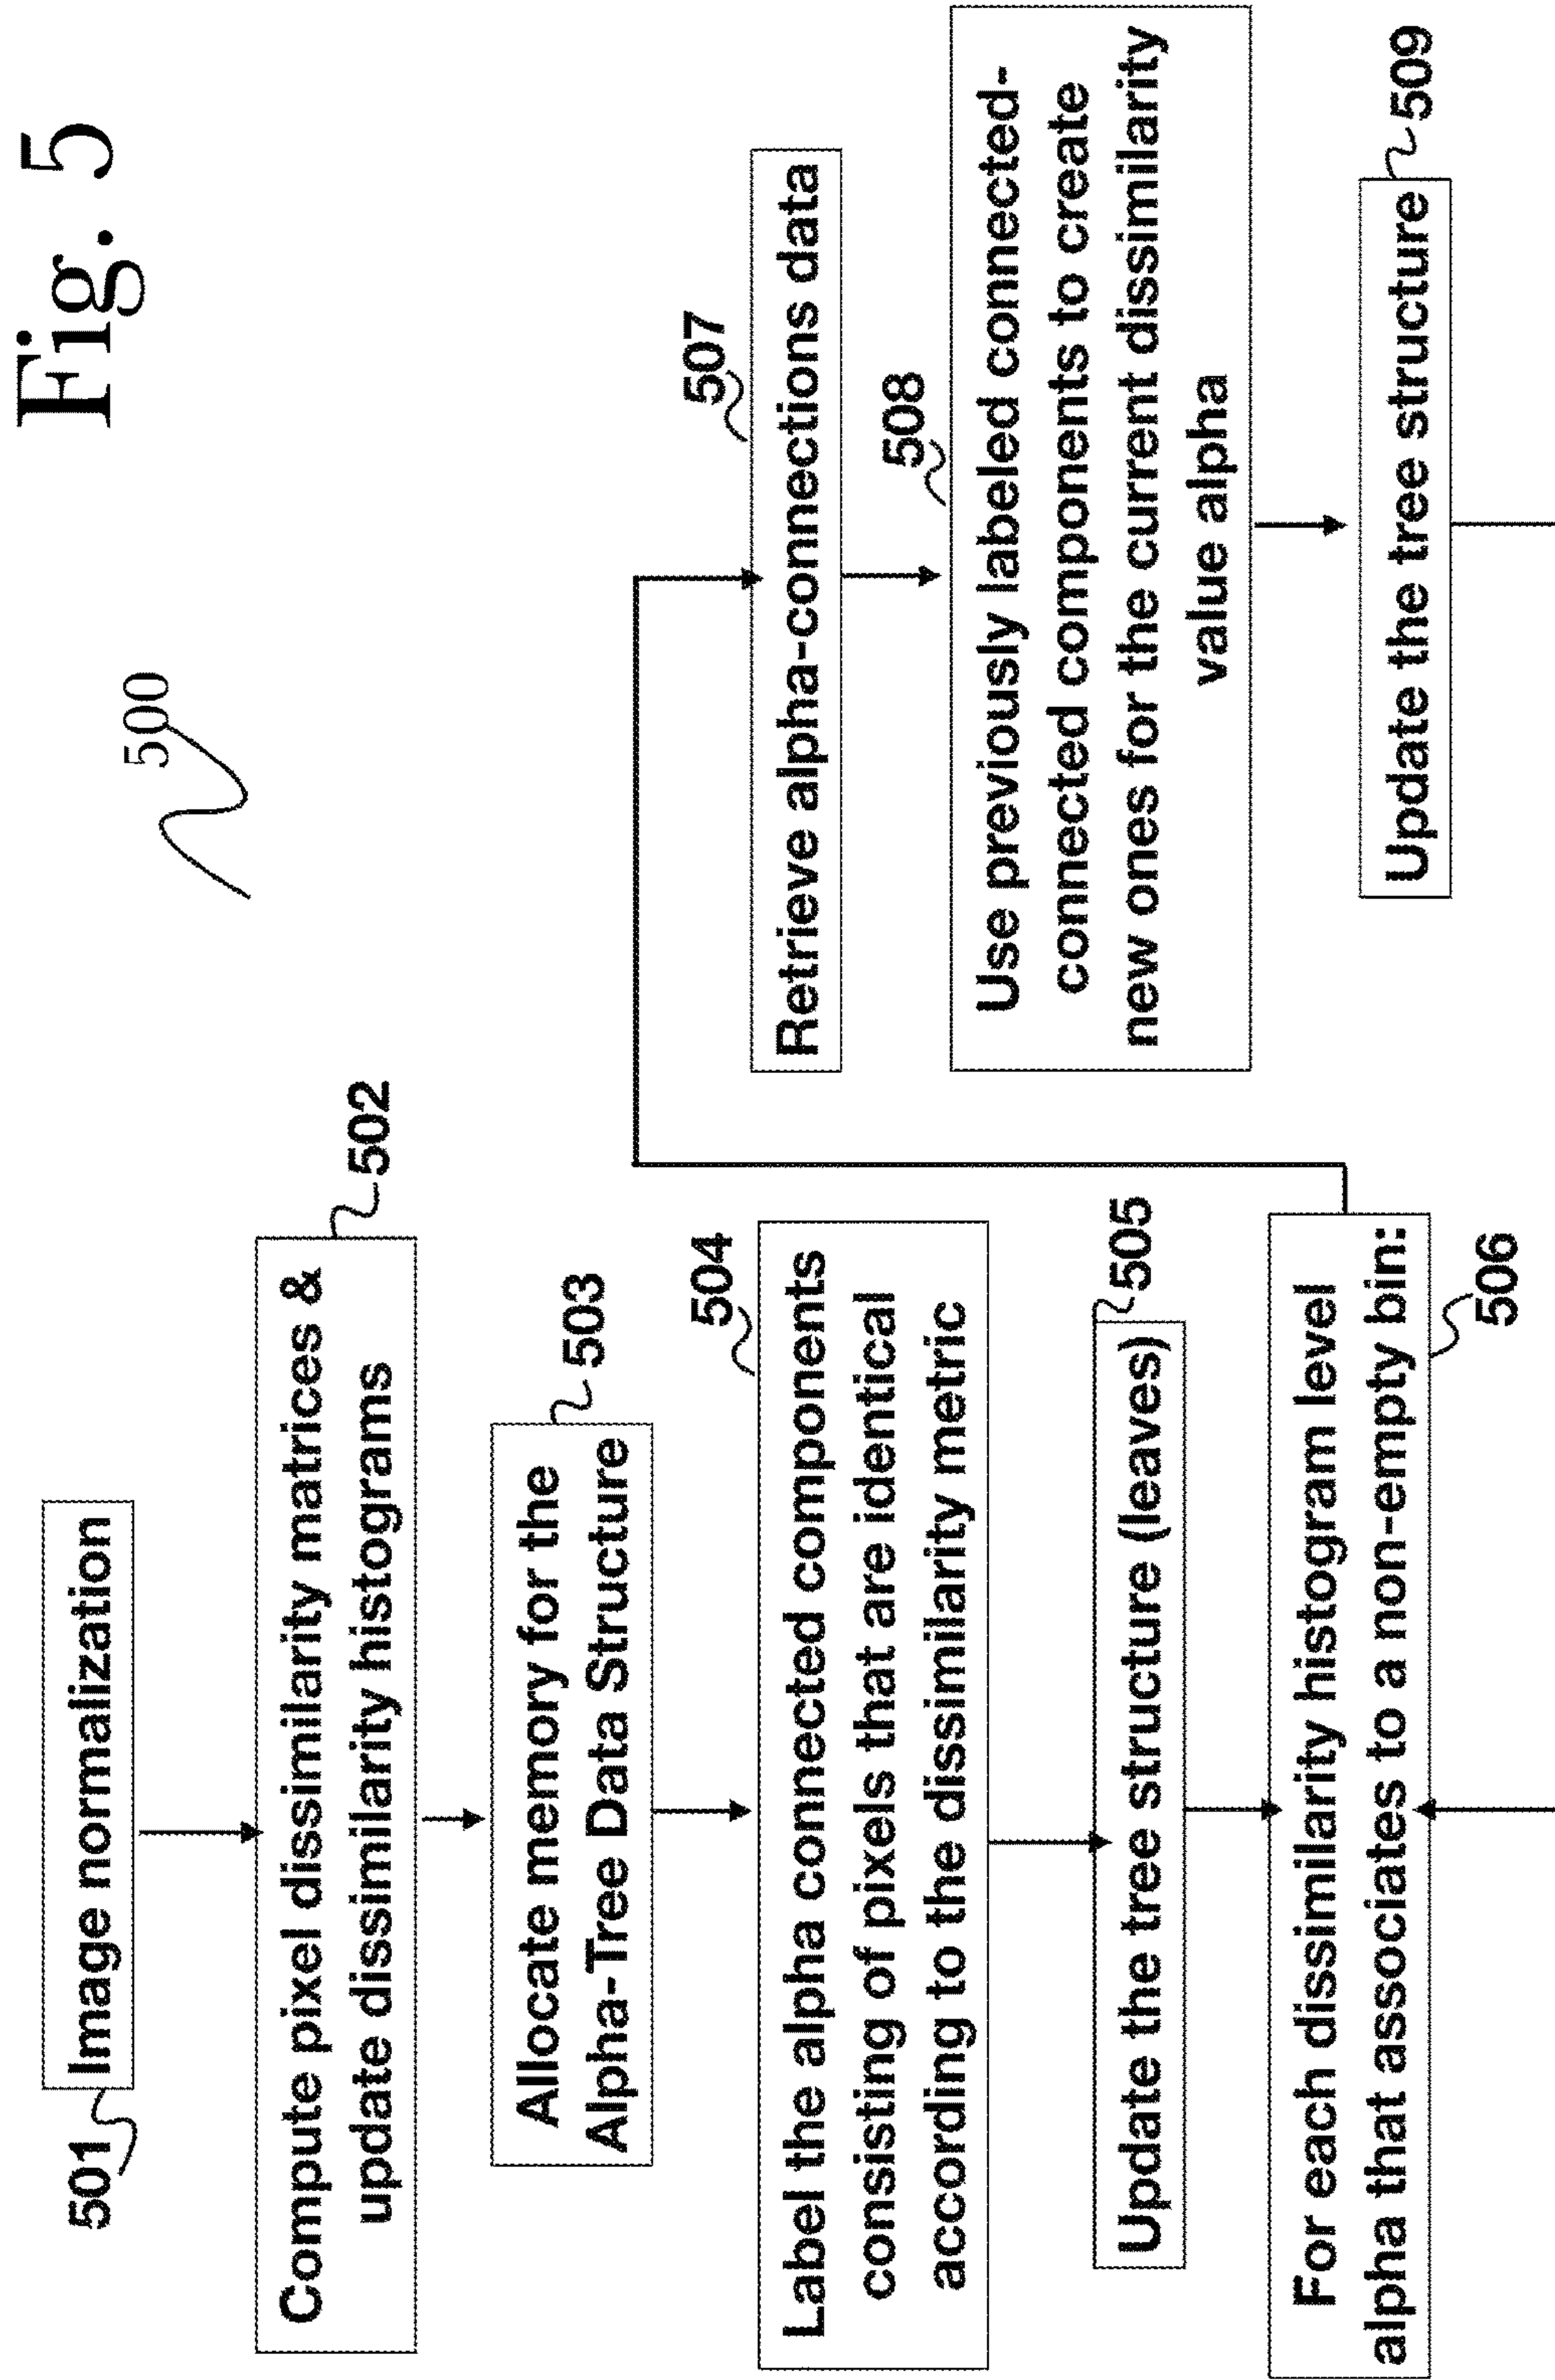 Fig. 5
500
501
Image normalization
502
Compute pixel dissimilarity matrices &
update dissimilarity histograms
503
Allocate memory for the
Alpha-Tree Data Structure
504
Label the alpha connected components
consisting of pixels that are identical
according to the dissimilarity metric
505
Update the tree structure (leaves)
506
For each dissimilarity histogram level
alpha that associates to a non-empty bin:
507
Retrieve alpha-connections data
508
Use previously labeled connected-
connected components to create
new ones for the current dissimilarity
value alpha
509
Update the tree structure